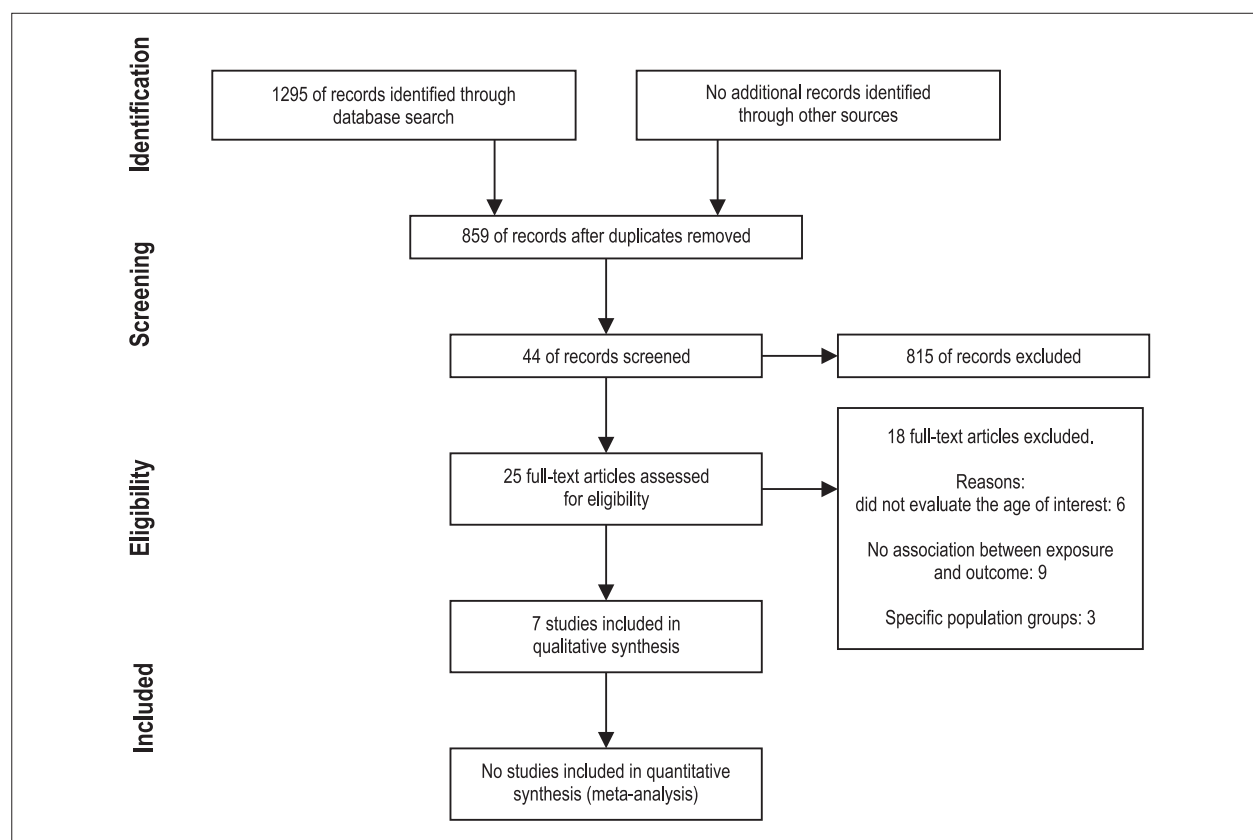 Identification
1295 of records identified through
database search
No additional records identified
through other sources
Screening
859 of records after duplicates removed
44 of records screened
815 of records excluded
Eligibility
25 full-text articles assessed
for eligibility
18 full-text articles excluded.
Reasons:
did not evaluate the age of interest: 6
No association between exposure
and outcome: 9
Specific population groups: 3
Included
7 studies included in
qualitative synthesis
No studies included in quantitative
synthesis (meta-analysis)